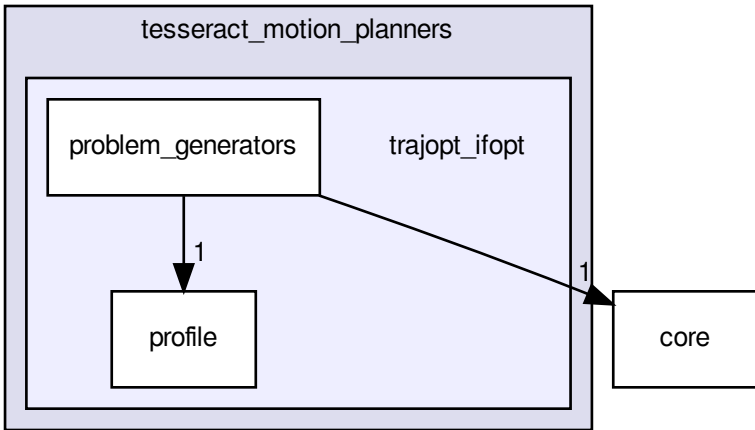 tesseract_motion_planners
problem_generators
trajopt_ifopt
1
1
profile
core